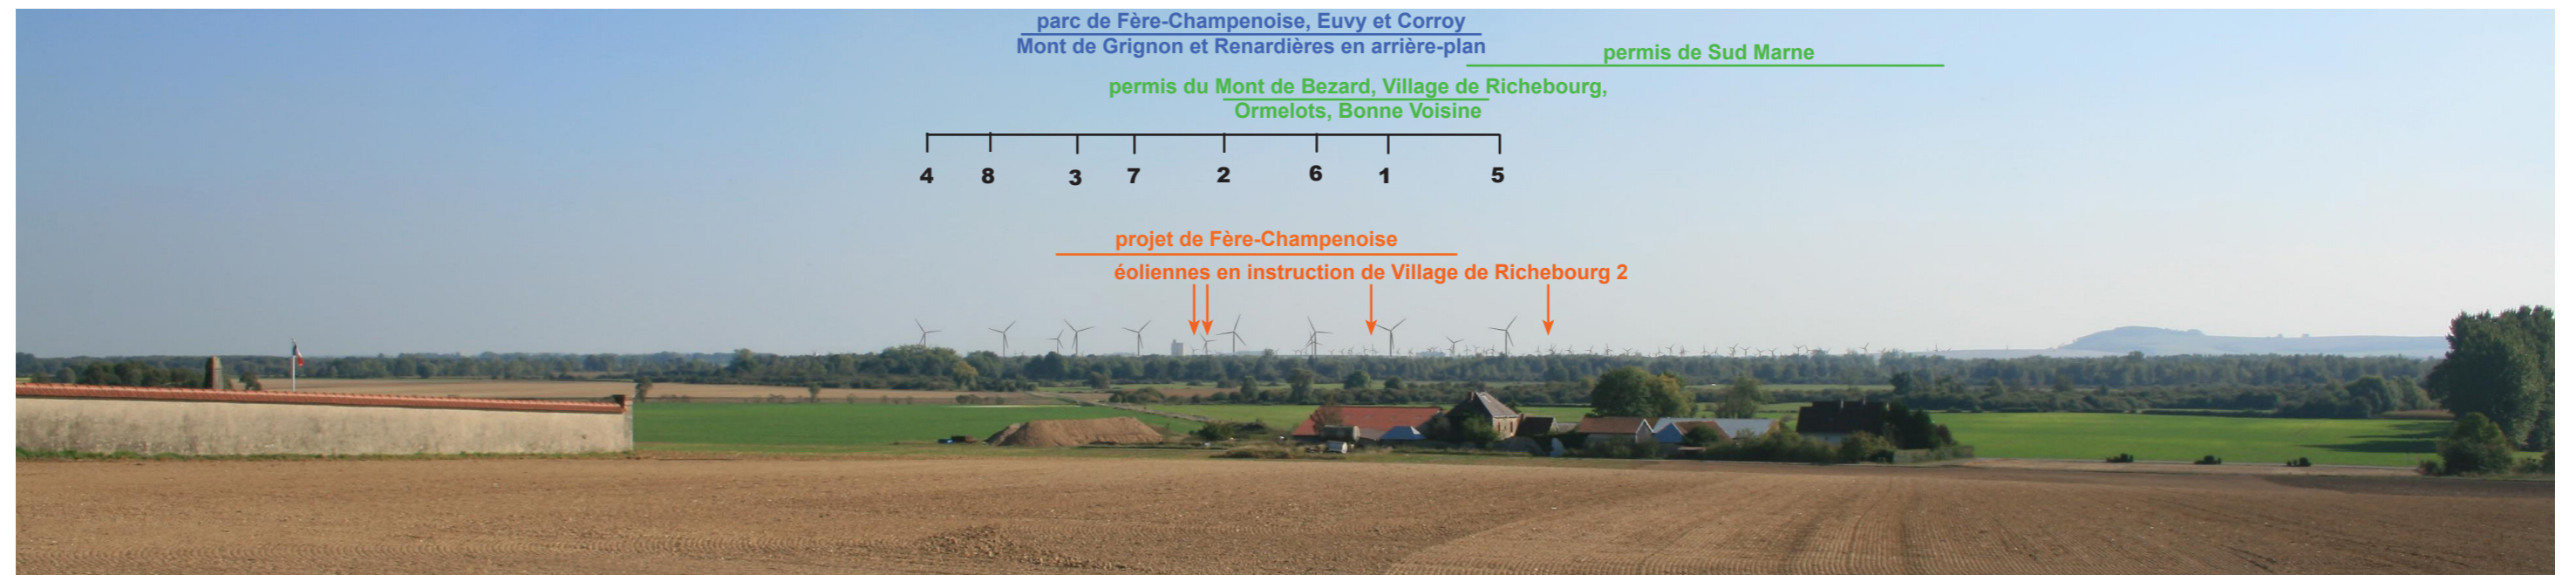 parc de Fère-Champenoise, Euvy et Corroy
Mont de Grignon et Renardières en arrière-plan
permis de Sud Marne
permis du Mont de Bezard, Village de Richebourg,
Ormelots, Bonne Voisine
4 8 3 7 2 6 1 5
projet de Fère-Champenoise
éoliennes en instruction de Village de Richebourg 2